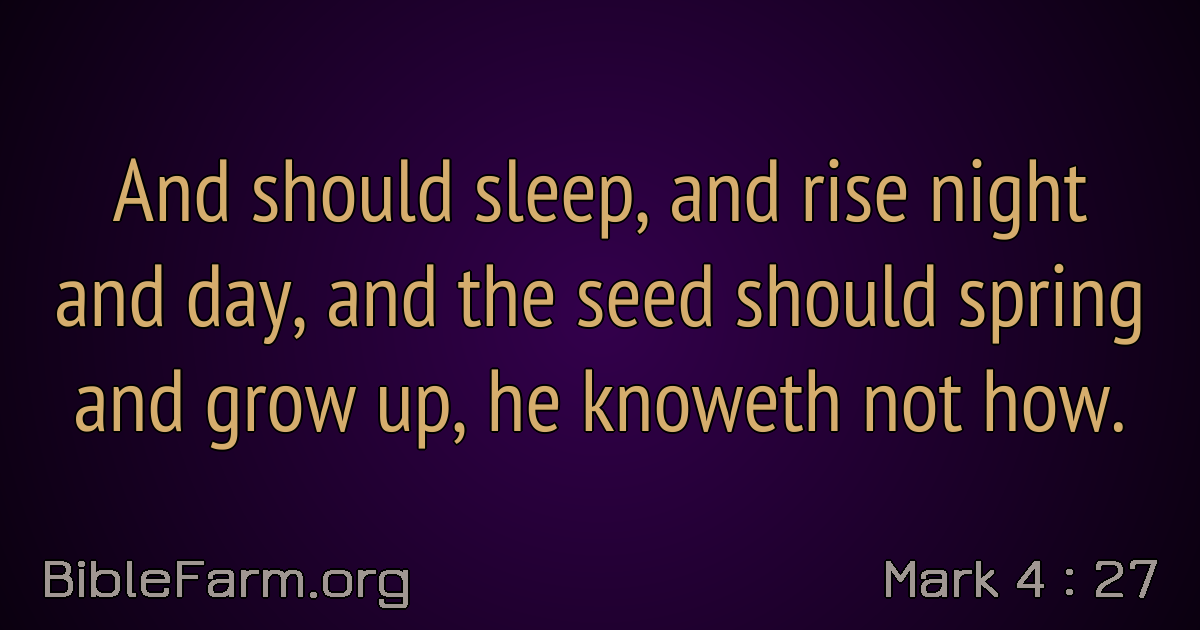 And should sleep, and rise night
and day, and the seed should spring
and grow up, he knoweth not how.
BibleFarm.org
Mark 4 : 27